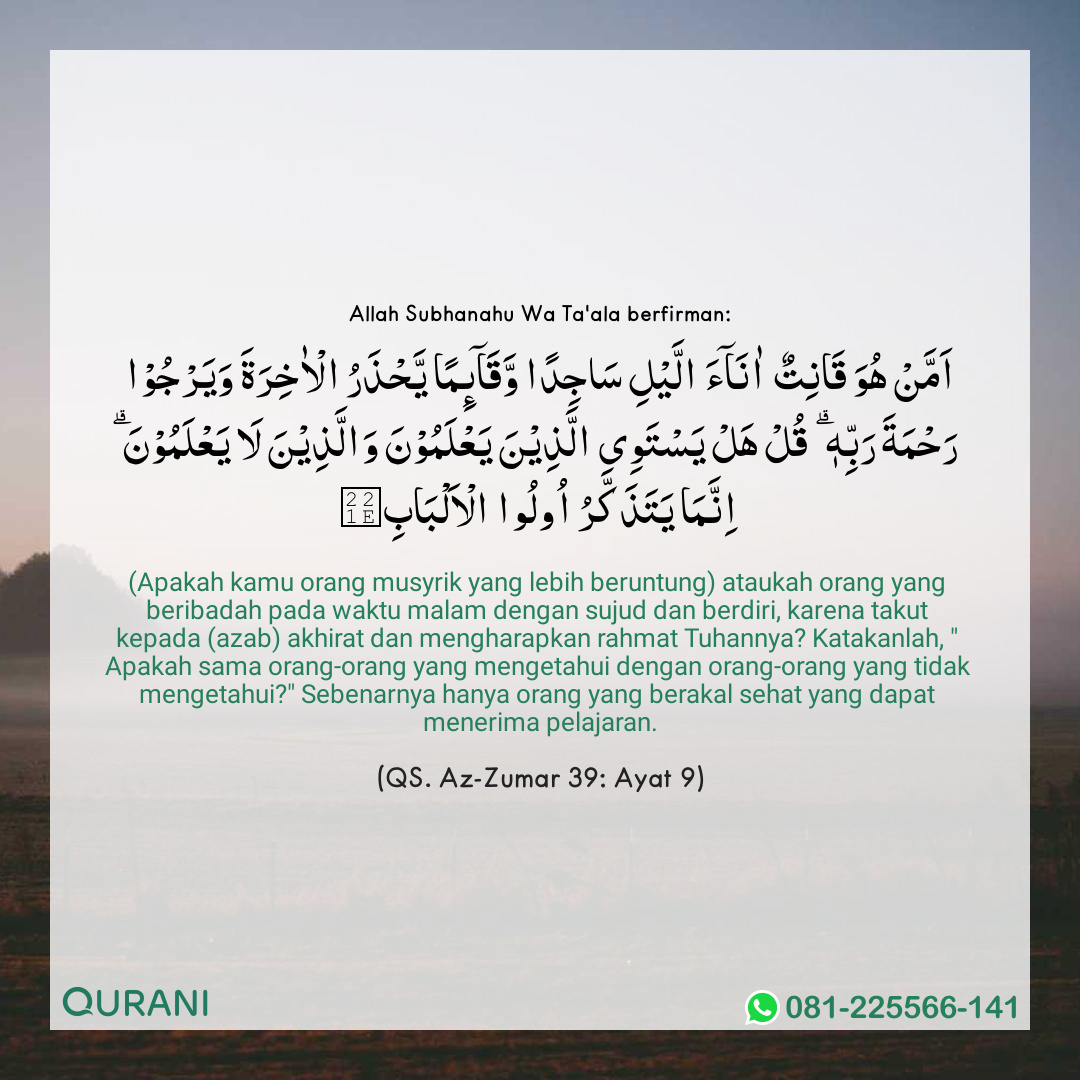 Allah Subhanahu Wa Ta'ala berfirman:
اَمَّنْ هُوَ قَانِتٌ اٰنَآءَ الَّيْلِ سَاجِدًا وَّقَآئِمًا يَّحْذَرُ الْاٰخِرَةَ وَيَرْجُوْا
رَحْمَةَ رَبِّهٖ ۗ قُلْ هَلْ يَسْتَوِى الَّذِيْنَ يَعْلَمُوْنَ وَالَّذِيْنَ لَا يَعْلَمُوْنَ ۗ
اِنَّمَا يَتَذَكَّرُ اُولُوا الْاَلْبَابِ∞
(Apakah kamu orang musyrik yang lebih beruntung) ataukah orang yang
beribadah pada waktu malam dengan sujud dan berdiri, karena takut
kepada (azab) akhirat dan mengharapkan rahmat Tuhannya? Katakanlah, "
Apakah sama orang-orang yang mengetahui dengan orang-orang yang tidak
mengetahui?" Sebenarnya hanya orang yang berakal sehat yang dapat
menerima pelajaran.
(QS. Az-Zumar 39: Ayat 9)
QURANI
081-225566-141